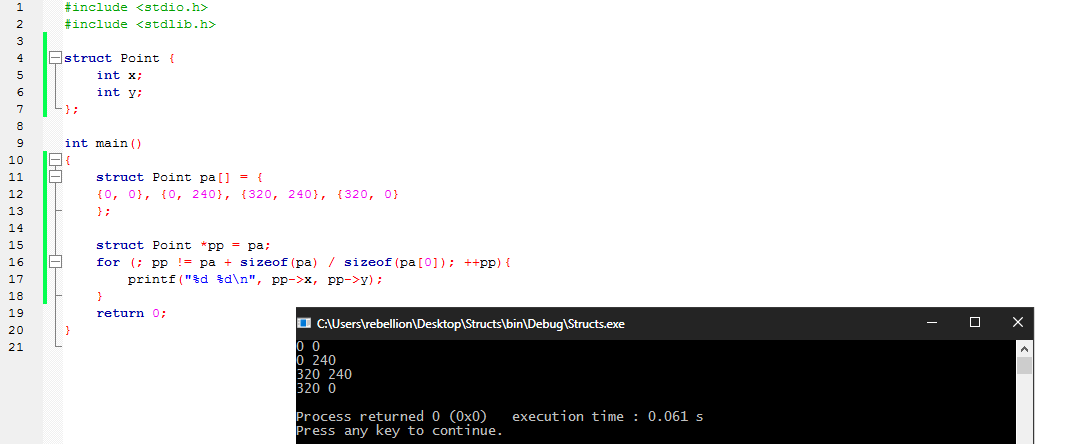 1 #include <stdio.h>
2 #include <stdlib.h>
3
4 struct Point {
5 int x;
6 int y;
7 };
8
9 int main()
10 {
11 struct Point pa[] = {
12 {0, 0}, {0, 240}, {320, 240}, {320, 0}
13 };
14
15 struct Point *pp = pa;
16 for (; pp != pa + sizeof(pa) / sizeof(pa[0]); ++pp){
17 printf("%d %d\n", pp->x, pp->y);
18 }
19 return 0;
20 }
21
C:\Users\rebellion\Desktop\Structs\bin\Debug\Structs.exe
0 0
0 240
320 240
320 0
Process returned 0 (0x0) execution time : 0.061 s
Press any key to continue.